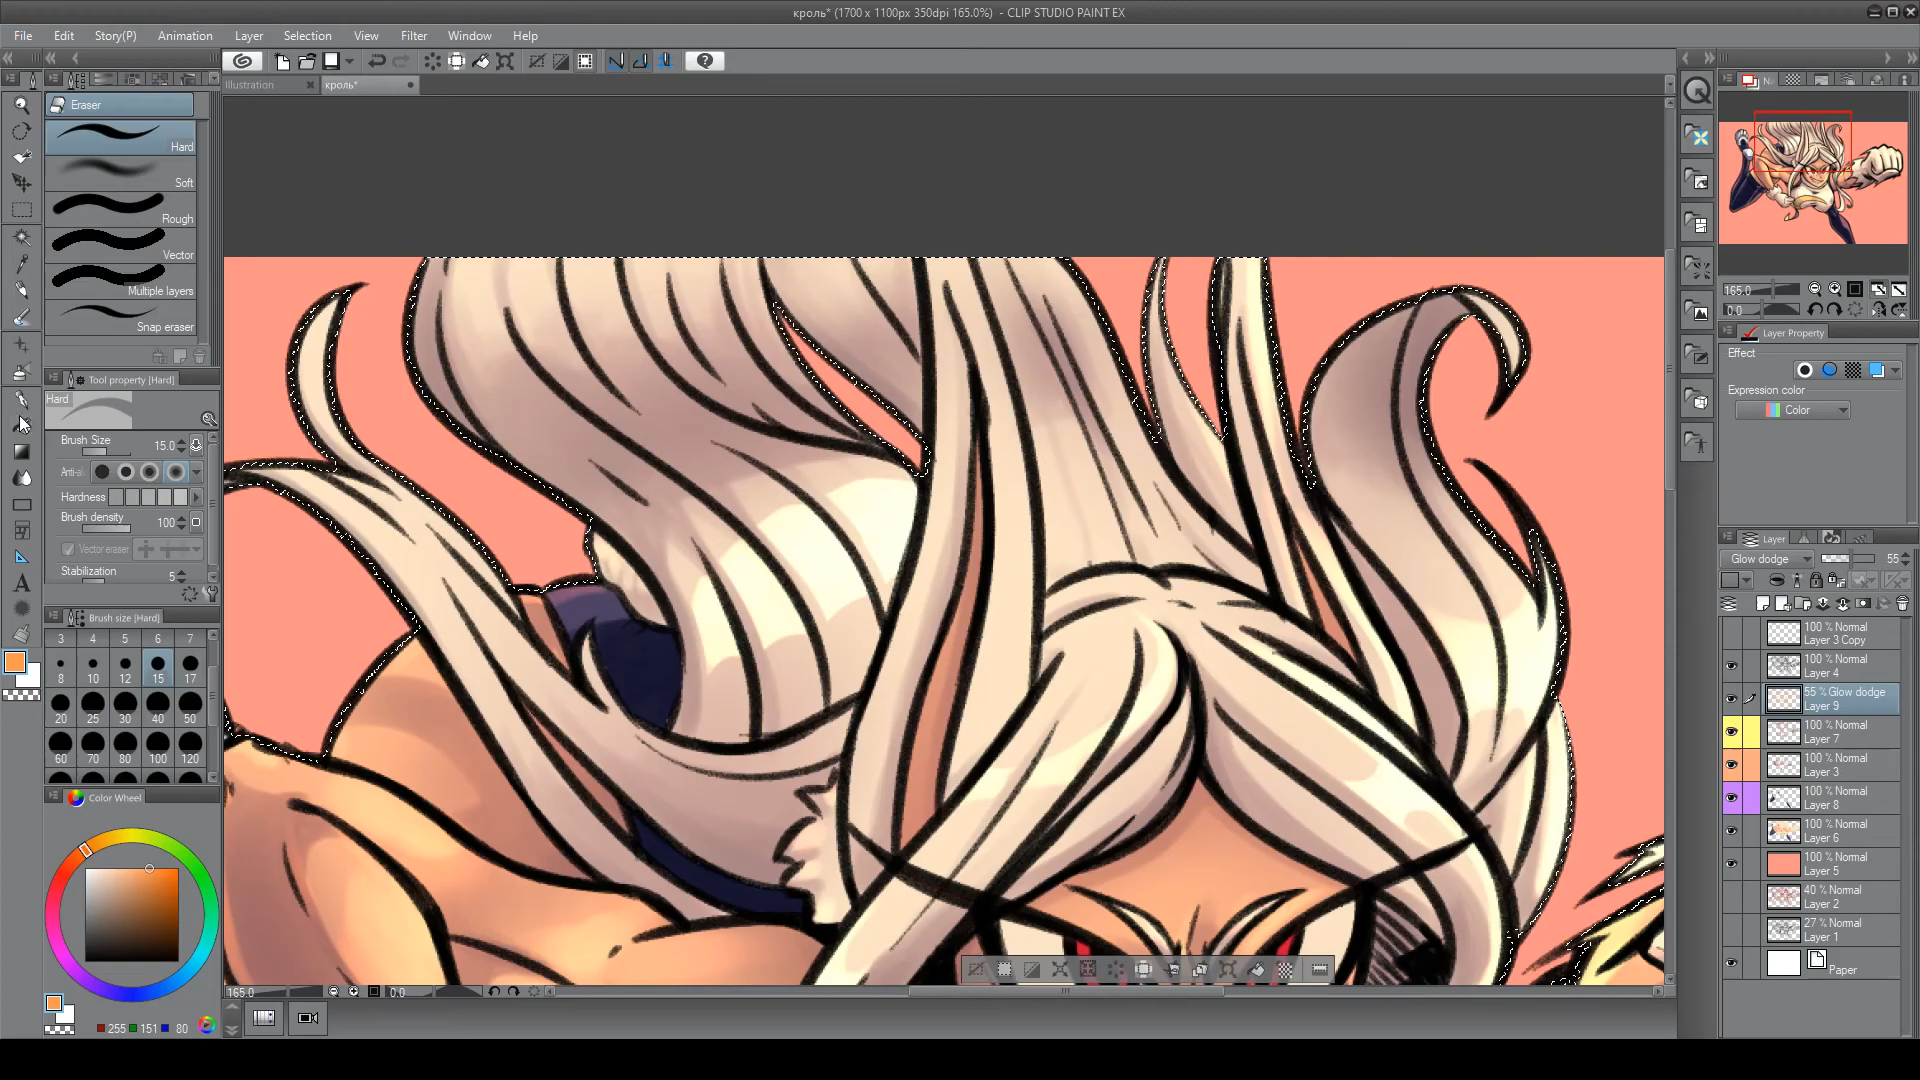 кроль* (1700 x 1100px 350dpi 165.0%) - CLIP STUDIO PAINT EX
File Edit Story(P) Animation Layer Selection View Filter Window Help
Illustration кроль*
Eraser
Hard
Soft
Rough
Vector
Multiple layers
Snap eraser
Tool property [Hard]
Hard
Brush Size 15.0
Anti-al
Hardness
Brush density 100
Vector eraser
Stabilization 5
Brush size [Hard]
3 4 5 6 7
8 10 12 15 17
20 25 30 40 50
60 70 80 100 120
Color Wheel
255 151 80
165.0 0.0
N
165.0
0.0
Layer Property
Effect
Expression color
Color
Layer
Glow dodge 55
100 % Normal
Layer 3 Copy
100 % Normal
Layer 4
55 % Glow dodge
Layer 9
100 % Normal
Layer 7
100 % Normal
Layer 3
100 % Normal
Layer 8
100 % Normal
Layer 6
100 % Normal
Layer 5
40 % Normal
Layer 2
27 % Normal
Layer 1
Paper
A